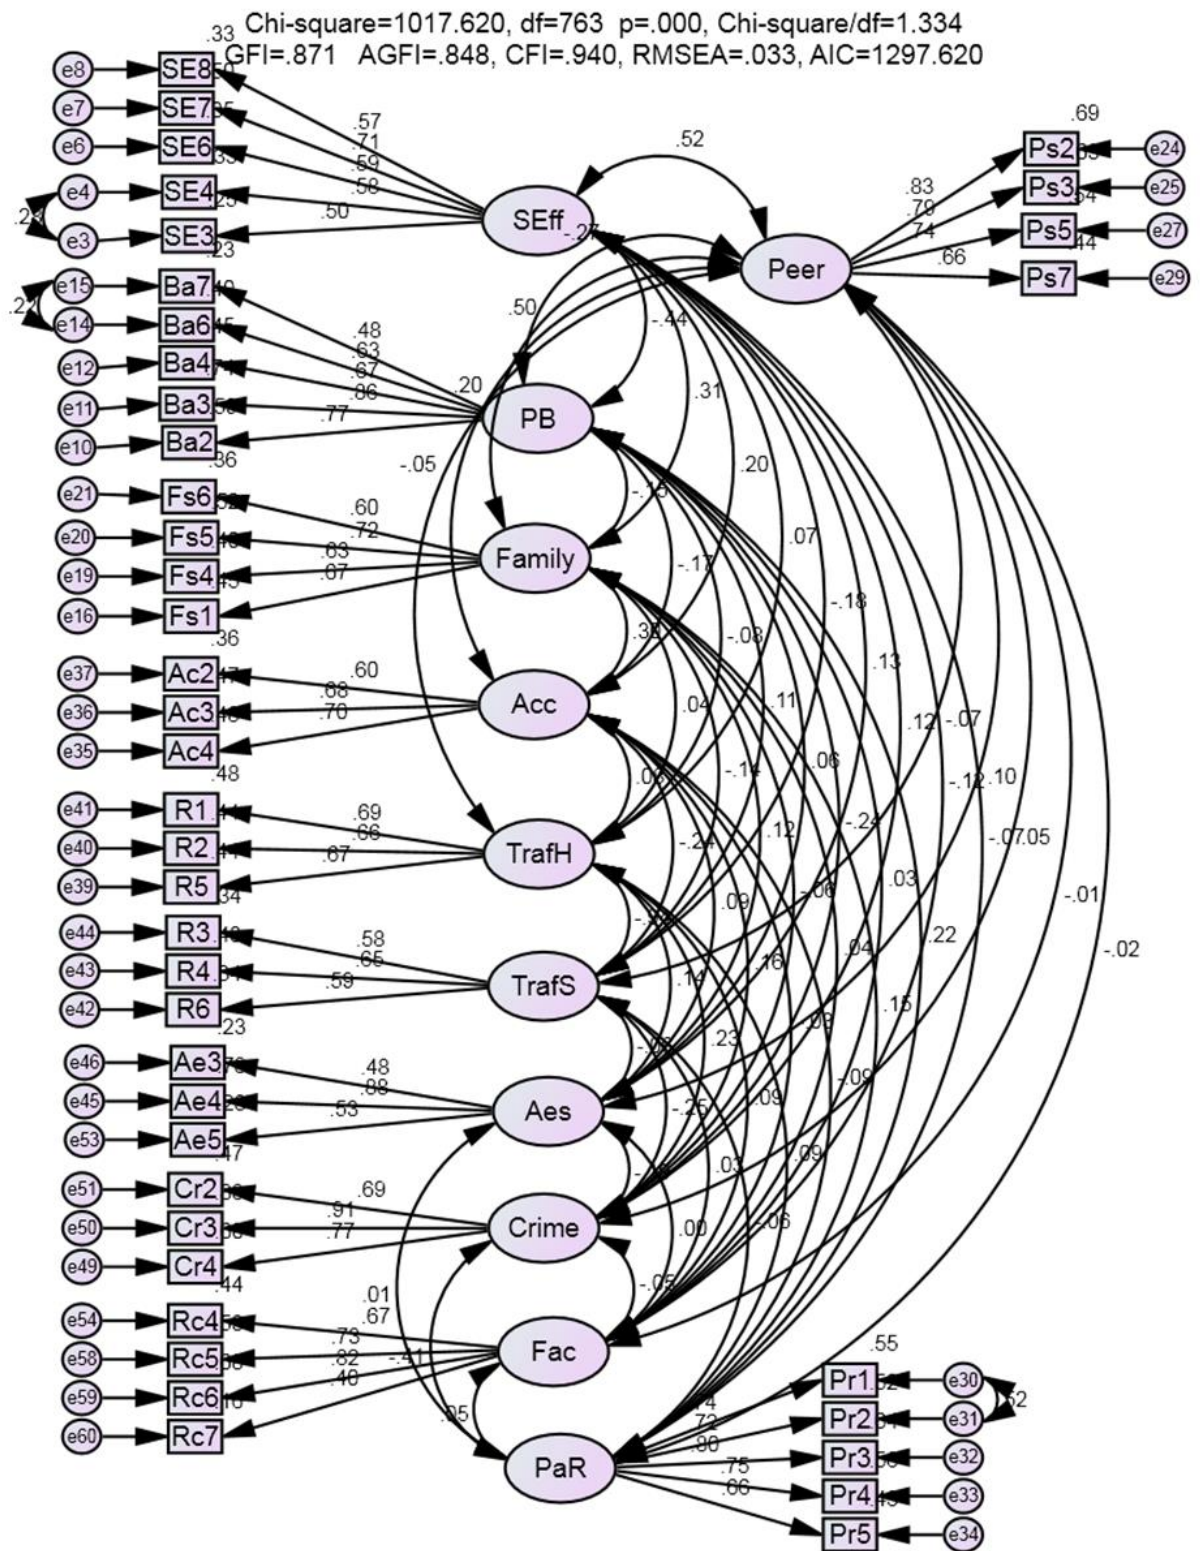 Chi-square=1017.620, df=763 p=.000, Chi-square/df=1.334
GFI=.871 AGFI=.848, CFI=.940, RMSEA=.033, AIC=1297.620
.33
e8 SE8
e7 SE7
e6 SE6
e4 SE4
e3 SE3
.23
.57
.71
.59
.58
.50
SEff
.52
Peer
.69
.83
.79
.74
.66
Ps2 e24
Ps3 e25
Ps5 e27
Ps7 e29
.44
e15 Ba7
e14 Ba6
e12 Ba4
e11 Ba3
e10 Ba2
.36
.48
.63
.67
.86
.77
PB
.50
-.44
.20
.31
-.05
.20
e21 Fs6
e20 Fs5
e19 Fs4
e16 Fs1
.36
.60
.72
.63
.67
Family
.07
-.17
-.18
-.08
.13
e37 Ac2
e36 Ac3
e35 Ac4
.48
.60
.68
.70
Acc
.04
.11
.12
-.07
-.14
.06
-.12
.10
e41 R1
e40 R2
e39 R5
.34
.69
.66
.67
TrafH
-.24
.12
-.24
-.07
.05
.09
-.06
.03
-.01
e44 R3
e43 R4
e42 R6
.23
.58
.65
.59
TrafS
.14
.16
.04
.22
-.02
.15
.23
e46 Ae3
e45 Ae4
e53 Ae5
.47
.48
.88
.53
Aes
-.25
.09
-.09
e51 Cr2
e50 Cr3
e49 Cr4
.44
.69
.91
.77
Crime
.03
.09
.00
-.06
-.05
.01
e54 Rc4
e58 Rc5
e59 Rc6
e60 Rc7
.67
.73
.82
.40
-.41
Fac
.05
PaR
.55
.74
.72
.80
.75
.66
Pr1 e30
Pr2 e31
Pr3 e32
Pr4 e33
Pr5 e34